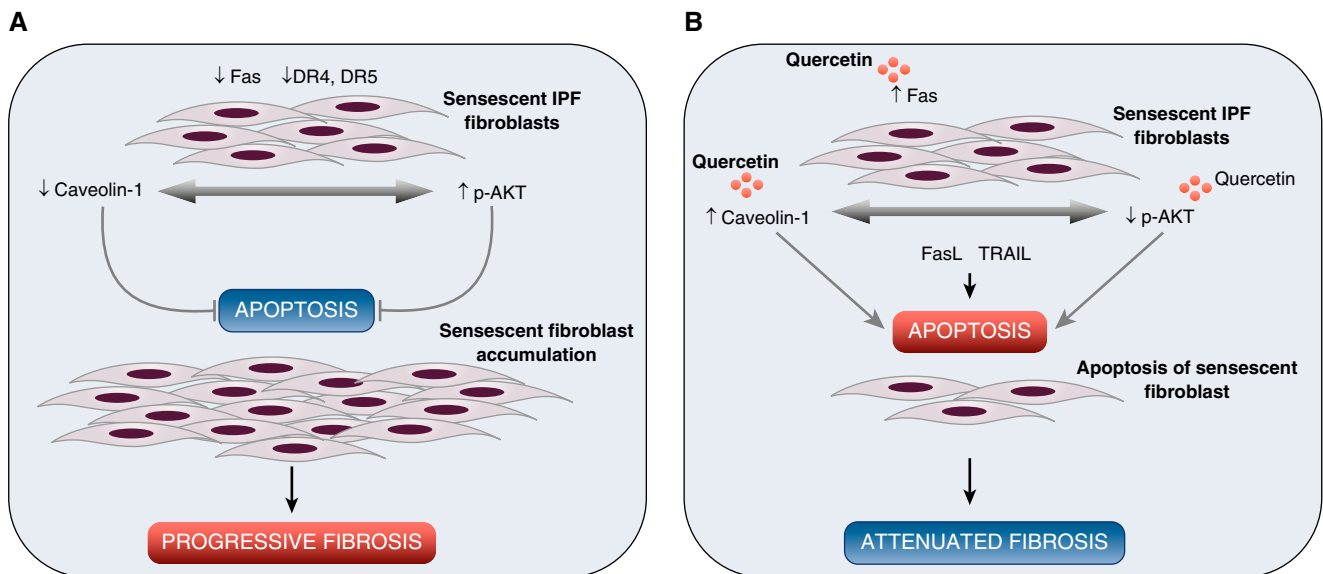 A
↓ Fas ↓DR4, DR5
Sensescent IPF
fibroblasts
↓ Caveolin-1
↑ p-AKT
APOPTOSIS
Sensescent fibroblast
accumulation
PROGRESSIVE FIBROSIS
B
Quercetin
↑ Fas
Sensescent IPF
fibroblasts
Quercetin
↑ Caveolin-1
Quercetin
↓ p-AKT
FasL TRAIL
APOPTOSIS
Apoptosis of sensescent
fibroblast
ATTENUATED FIBROSIS